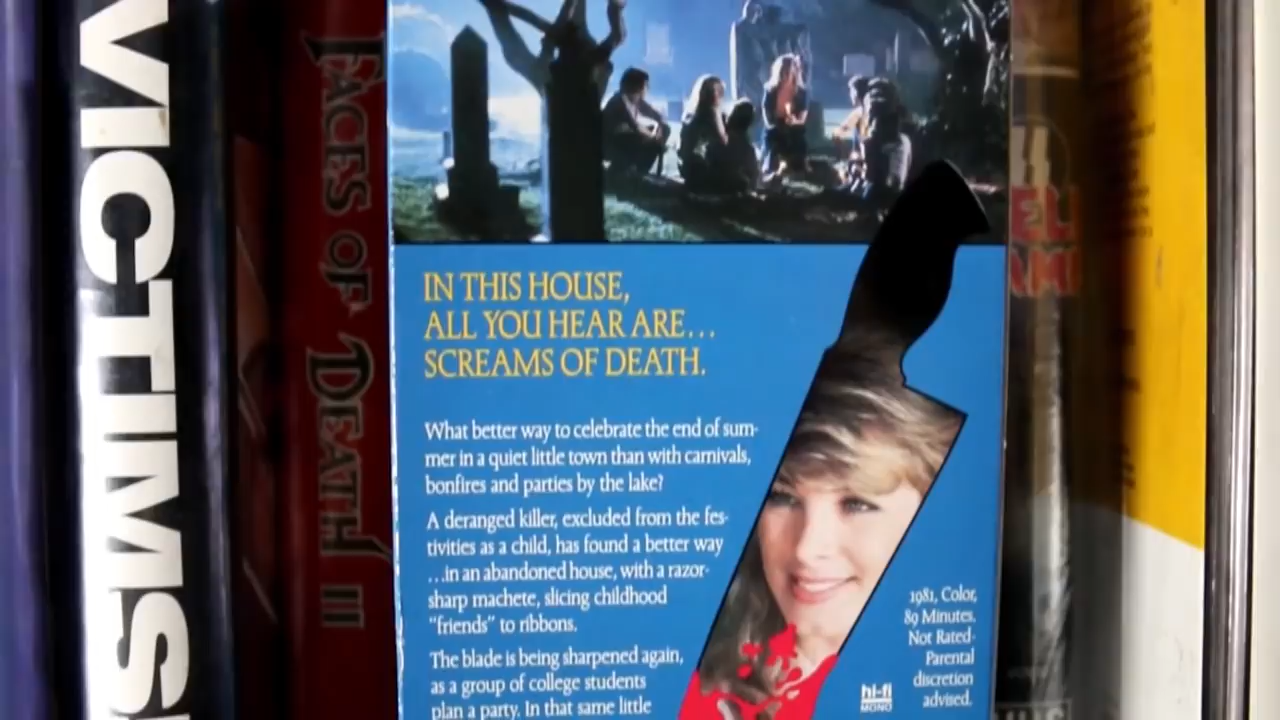 VICTIMS
FACES OF DEATH II
IN THIS HOUSE,
ALL YOU HEAR ARE...
SCREAMS OF DEATH.
What better way to celebrate the end of sum-
mer in a quiet little town than with carnivals,
bonfires and parties by the lake?
A deranged killer, excluded from the fes-
tivities as a child, has found a better way
...in an abandoned house, with a razor-
sharp machete, slicing childhood
"friends" to ribbons.
The blade is being sharpened again,
as a group of college students
plan a party. In that same little
1981, Color,
89 Minutes.
Not Rated-
Parental
discretion
advised.
hi-fi
MONO